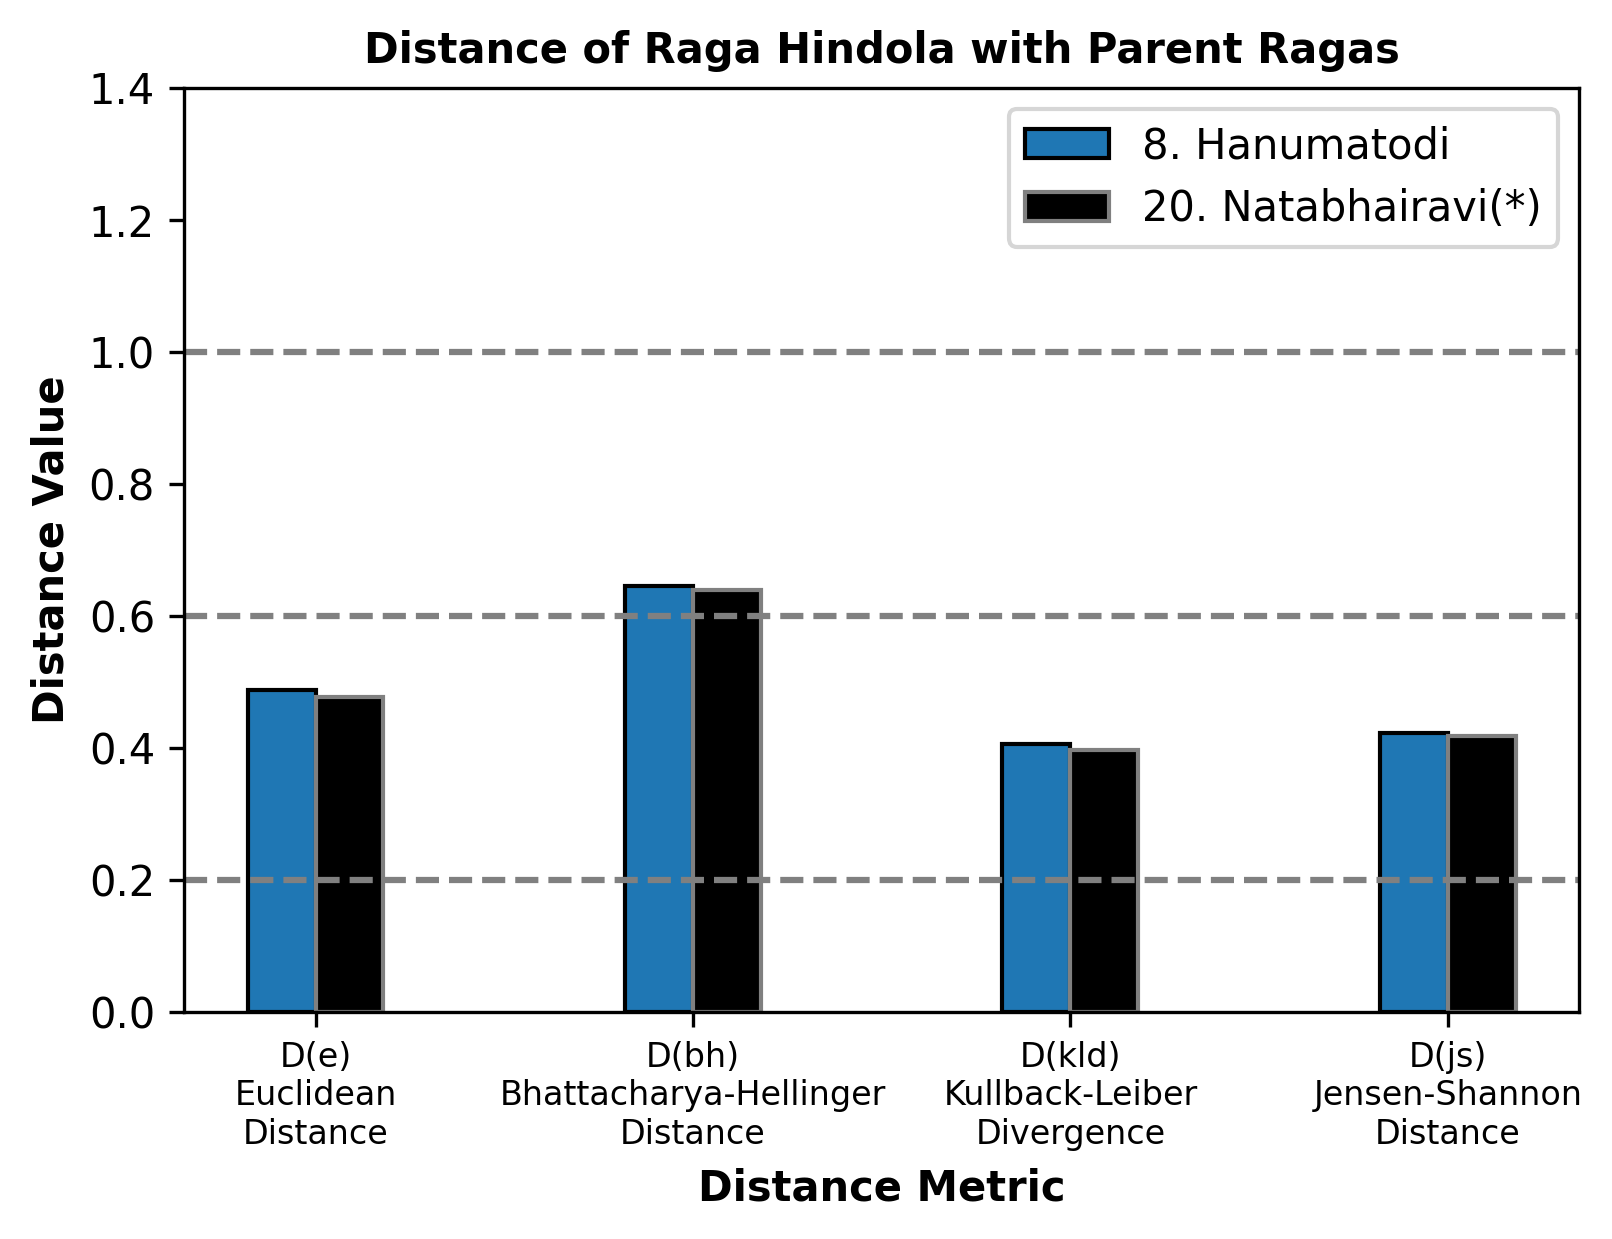 Distance of Raga Hindola with Parent Ragas
1.4
1.2
1.0
0.8
0.6
0.4
0.2
0.0
Distance Value
8. Hanumatodi
20. Natabhairavi(*)
D(e)
Euclidean
Distance
D(bh)
Bhattacharya-Hellinger
Distance
D(kld)
Kullback-Leiber
Divergence
D(js)
Jensen-Shannon
Distance
Distance Metric